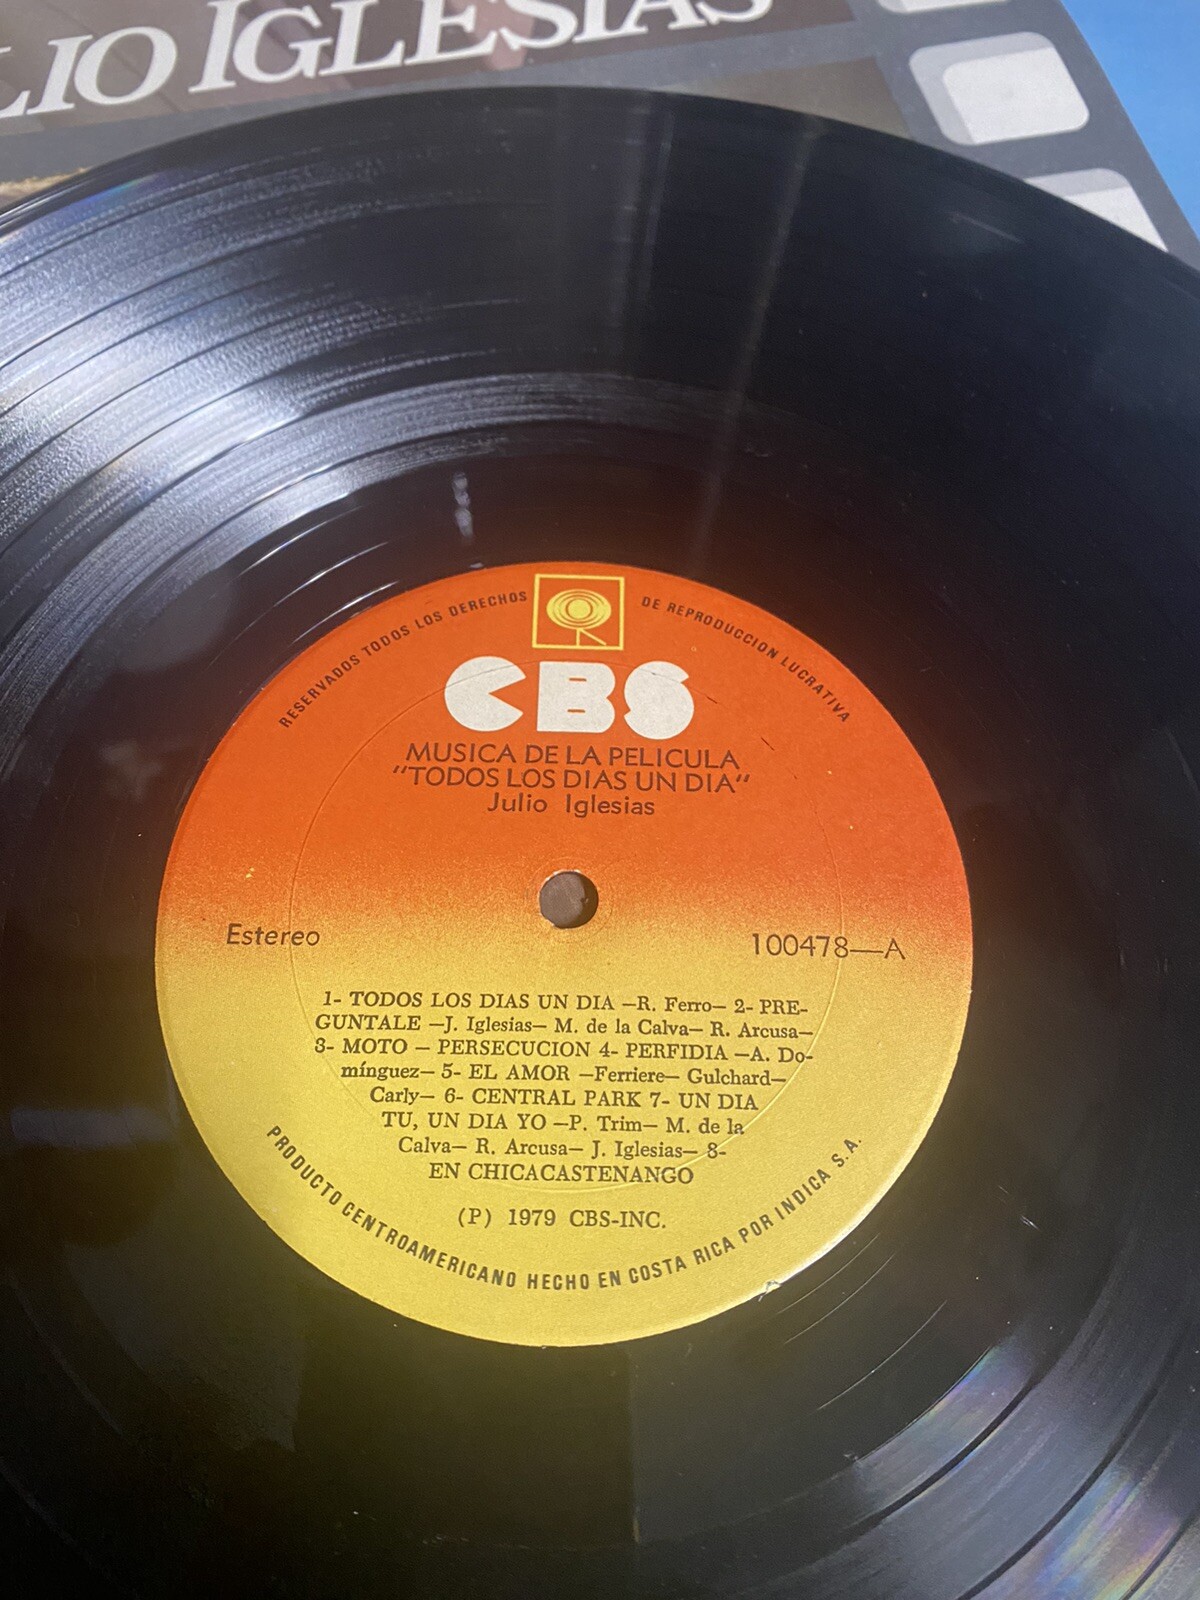 LIO IGLESIAS
RESERVADOS TODOS LOS DERECHOS DE REPRODUCCION LUCRATIVA
CBS
MUSICA DE LA PELICULA
"TODOS LOS DIAS UN DIA"
Julio Iglesias
Estereo
100478—A
1- TODOS LOS DIAS UN DIA —R. Ferro— 2- PRE-
GUNTALE —J. Iglesias— M. de la Calva— R. Arcusa—
3- MOTO — PERSECUCION 4- PERFIDIA —A. Do-
mínguez— 5- EL AMOR —Ferriere— Gulchard—
Carly— 6- CENTRAL PARK 7- UN DIA
TU, UN DIA YO —P. Trim— M. de la
Calva— R. Arcusa— J. Iglesias— 8-
EN CHICACASTENANGO
(P) 1979 CBS-INC.
PRODUCTO CENTROAMERICANO HECHO EN COSTA RICA POR INDICA S.A.